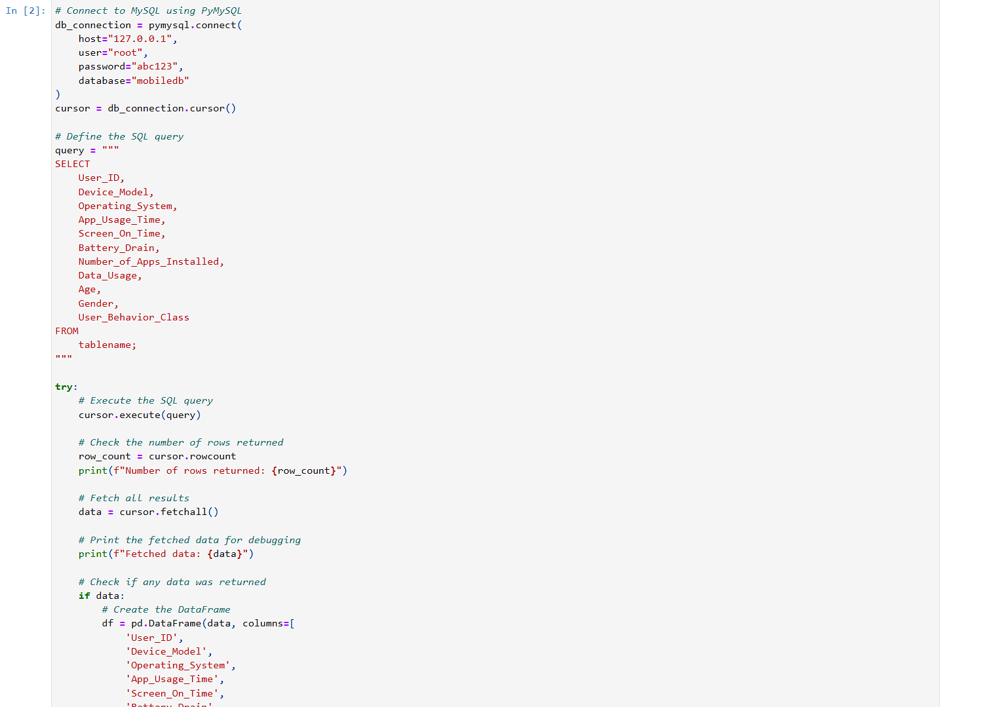 In [2]: # Connect to MySQL using PyMySQL
db_connection = pymysql.connect(
    host="127.0.0.1",
    user="root",
    password="abc123",
    database="mobiledb"
)
cursor = db_connection.cursor()

# Define the SQL query
query = """
SELECT
    User_ID,
    Device_Model,
    Operating_System,
    App_Usage_Time,
    Screen_On_Time,
    Battery_Drain,
    Number_of_Apps_Installed,
    Data_Usage,
    Age,
    Gender,
    User_Behavior_Class
FROM
    tablename;
"""

try:
    # Execute the SQL query
    cursor.execute(query)

    # Check the number of rows returned
    row_count = cursor.rowcount
    print(f"Number of rows returned: {row_count}")

    # Fetch all results
    data = cursor.fetchall()

    # Print the fetched data for debugging
    print(f"Fetched data: {data}")

    # Check if any data was returned
    if data:
        # Create the DataFrame
        df = pd.DataFrame(data, columns=[
            'User_ID',
            'Device_Model',
            'Operating_System',
            'App_Usage_Time',
            'Screen_On_Time',
            'Battery_Drain'